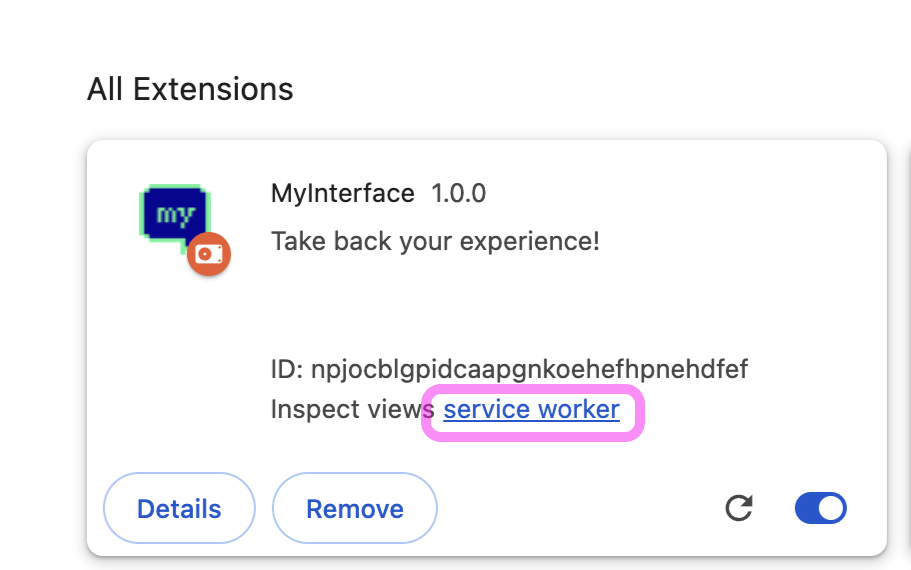 All Extensions
my
MyInterface 1.0.0
Take back your experience!
ID: npjocblgpidcaapgnkoehefhpnehdfef
Inspect views service worker
Details
Remove